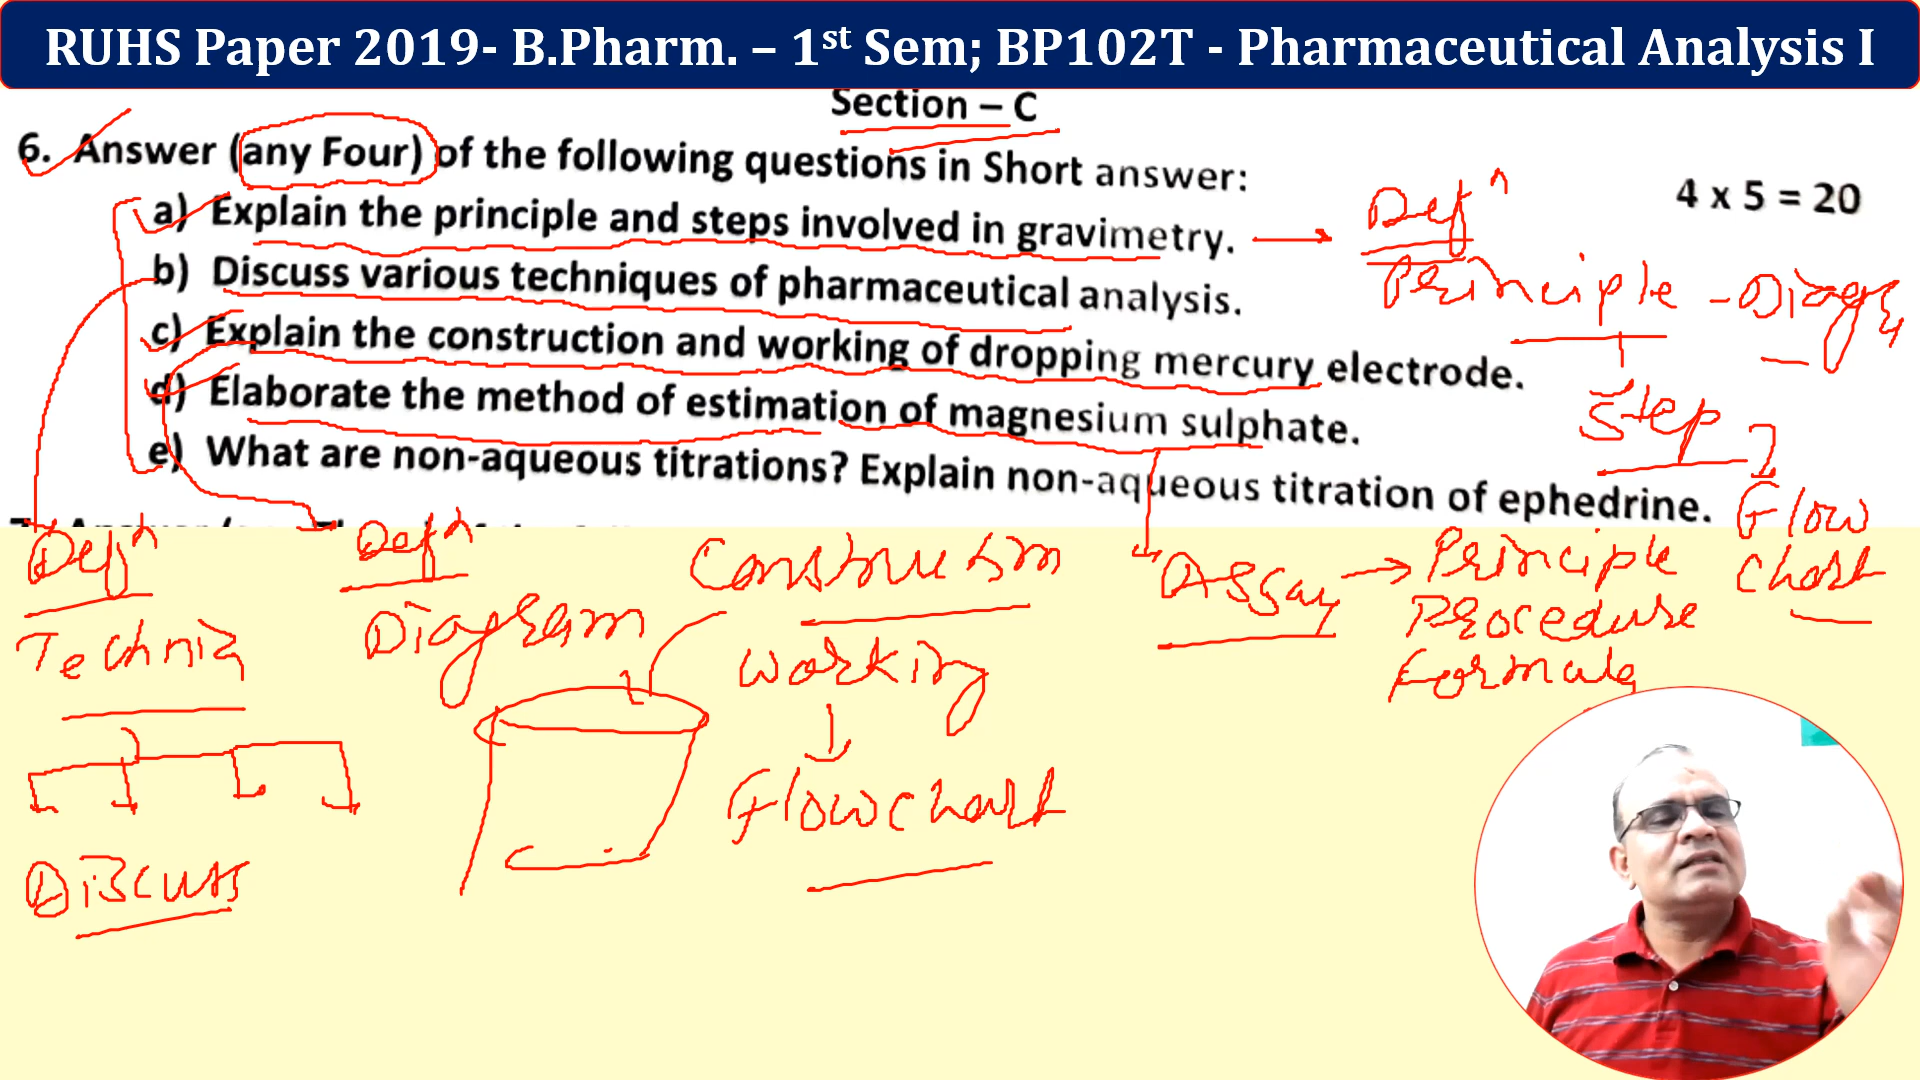 RUHS Paper 2019- B.Pharm. – 1st Sem; BP102T - Pharmaceutical Analysis I
Section – C
6. Answer (any Four) of the following questions in Short answer:
4 x 5 = 20
a) Explain the principle and steps involved in gravimetry.
b) Discuss various techniques of pharmaceutical analysis.
c) Explain the construction and working of dropping mercury electrode.
d) Elaborate the method of estimation of magnesium sulphate.
e) What are non-aqueous titrations? Explain non-aqueous titration of ephedrine.
Defn
Principle - Diagr
Step
Flow
chart
Defn
Techniq
Discuss
Defn
Diagram
Construction
working
Flowchart
Assay
Principle
Procedure
Formula